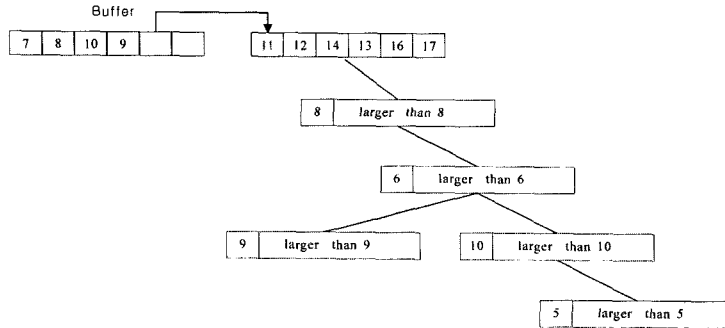 Buffer
7 8 10 9
11 12 14 13 16 17
8 larger than 8
6 larger than 6
9 larger than 9
10 larger than 10
5 larger than 5